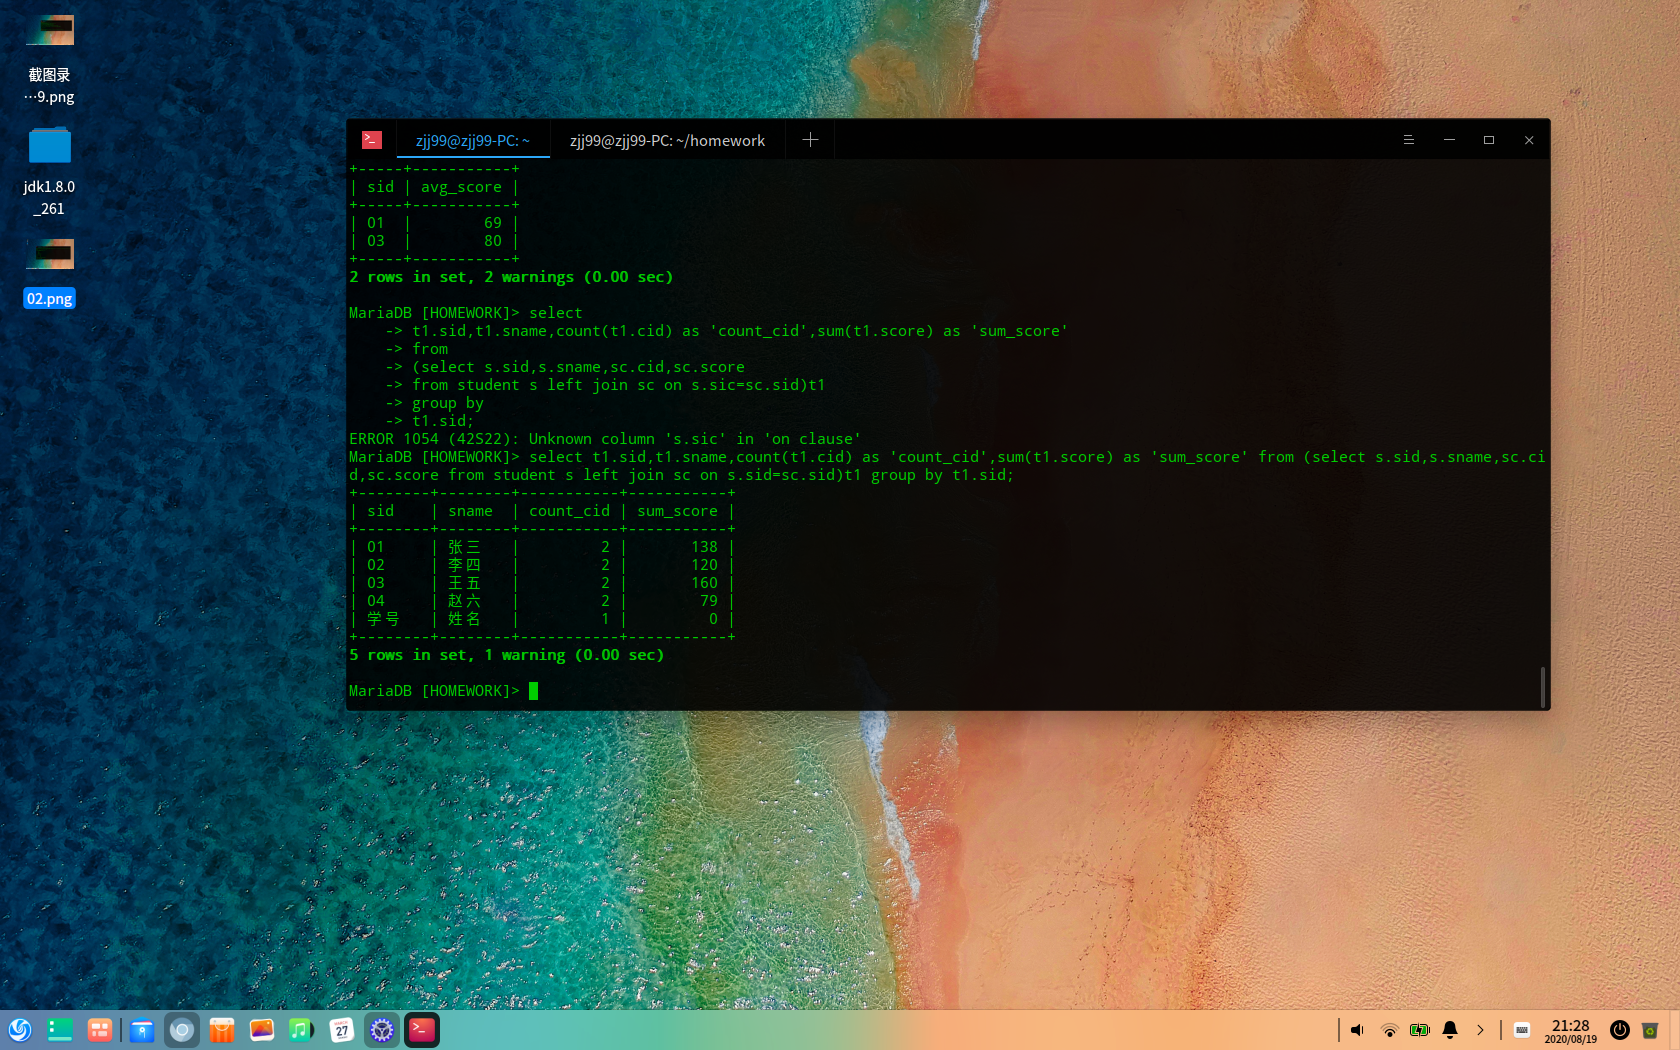 截图录
…9.png
jdk1.8.0
_261
02.png
zjj99@zjj99-PC: ~
zjj99@zjj99-PC: ~/homework
+-----+-----------+
| sid | avg_score |
+-----+-----------+
| 01  |        69 |
| 03  |        80 |
+-----+-----------+
2 rows in set, 2 warnings (0.00 sec)
MariaDB [HOMEWORK]> select
    -> t1.sid,t1.sname,count(t1.cid) as 'count_cid',sum(t1.score) as 'sum_score'
    -> from
    -> (select s.sid,s.sname,sc.cid,sc.score
    -> from student s left join sc on s.sic=sc.sid)t1
    -> group by
    -> t1.sid;
ERROR 1054 (42S22): Unknown column 's.sic' in 'on clause'
MariaDB [HOMEWORK]> select t1.sid,t1.sname,count(t1.cid) as 'count_cid',sum(t1.score) as 'sum_score' from (select s.sid,s.sname,sc.ci
d,sc.score from student s left join sc on s.sid=sc.sid)t1 group by t1.sid;
+--------+--------+-----------+-----------+
| sid    | sname  | count_cid | sum_score |
+--------+--------+-----------+-----------+
| 01     | 张三   |         2 |       138 |
| 02     | 李四   |         2 |       120 |
| 03     | 王五   |         2 |       160 |
| 04     | 赵六   |         2 |        79 |
| 学号   | 姓名   |         1 |         0 |
+--------+--------+-----------+-----------+
5 rows in set, 1 warning (0.00 sec)
MariaDB [HOMEWORK]>
27
21:28
2020/08/19